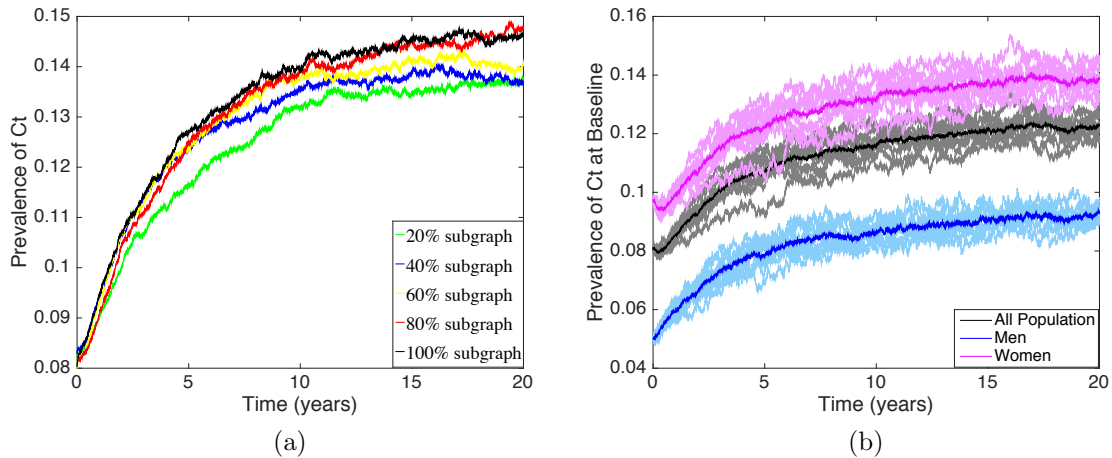 0.15
0.14
0.13
0.12
0.11
0.1
0.09
0.08
Prevalence of Ct
0
5
10
15
20
Time (years)
20% subgraph
40% subgraph
60% subgraph
80% subgraph
100% subgraph
(a)
0.16
0.14
0.12
0.1
0.08
0.06
0.04
Prevalence of Ct at Baseline
0
5
10
15
20
Time (years)
All Population
Men
Women
(b)